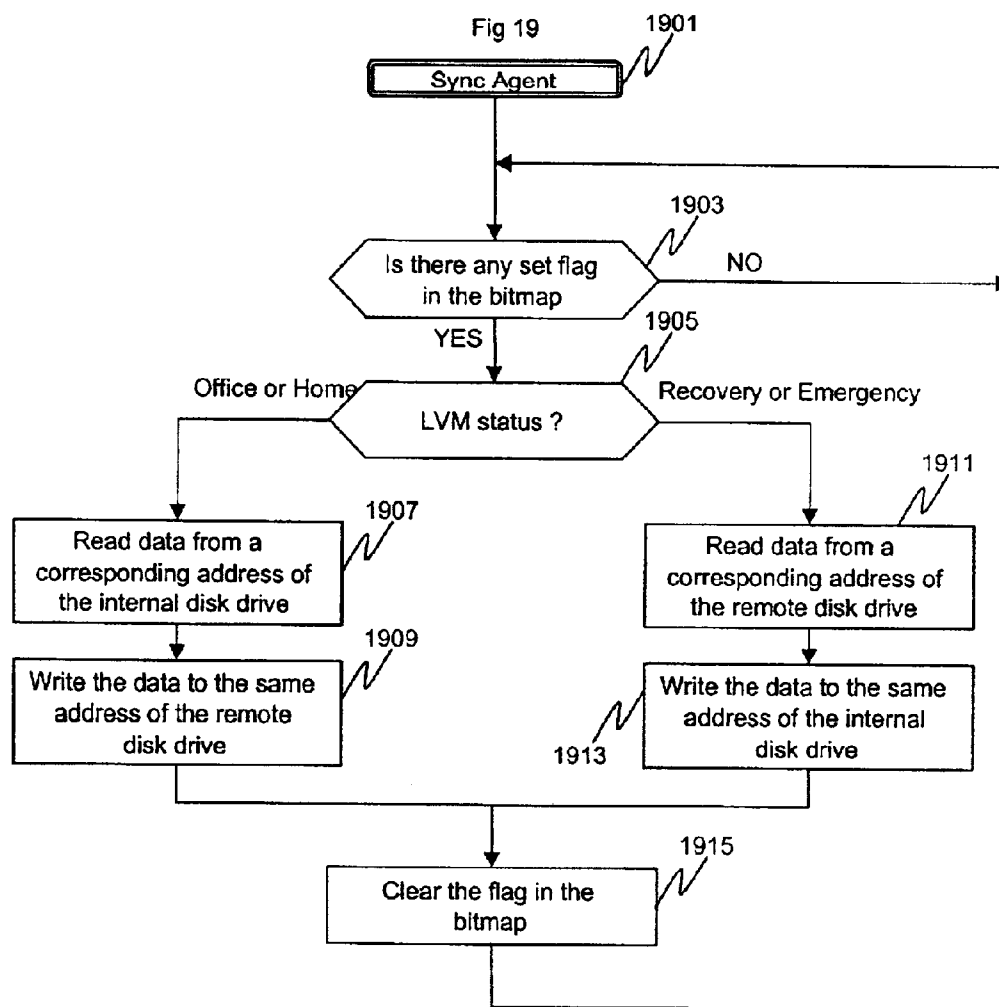 Fig 19
1901
Sync Agent
1903
Is there any set flag
in the bitmap
NO
YES
1905
Office or Home
LVM status ?
Recovery or Emergency
1907
1911
Read data from a
corresponding address of
the internal disk drive
Read data from a
corresponding address of
the remote disk drive
1909
Write the data to the same
address of the remote
disk drive
Write the data to the same
address of the internal
disk drive
1913
1915
Clear the flag in the
bitmap